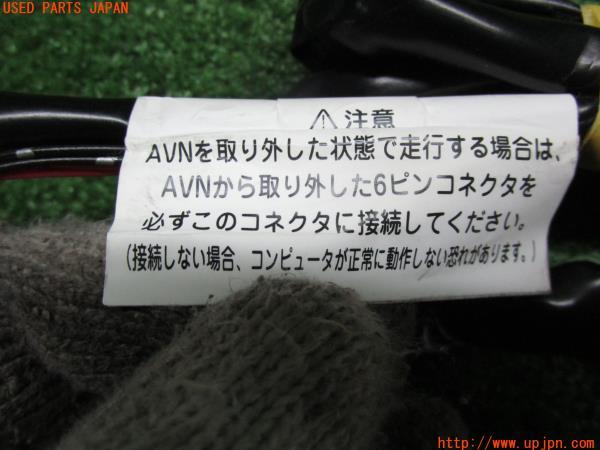 USED PARTS JAPAN
⚠ 注意
AVNを取り外した状態で走行する場合は、
AVNから取り外した6ピンコネクタを
必ずこのコネクタに接続してください。
(接続しない場合、コンピュータが正常に動作しない恐れがあります。)
http://www.upjpn.com